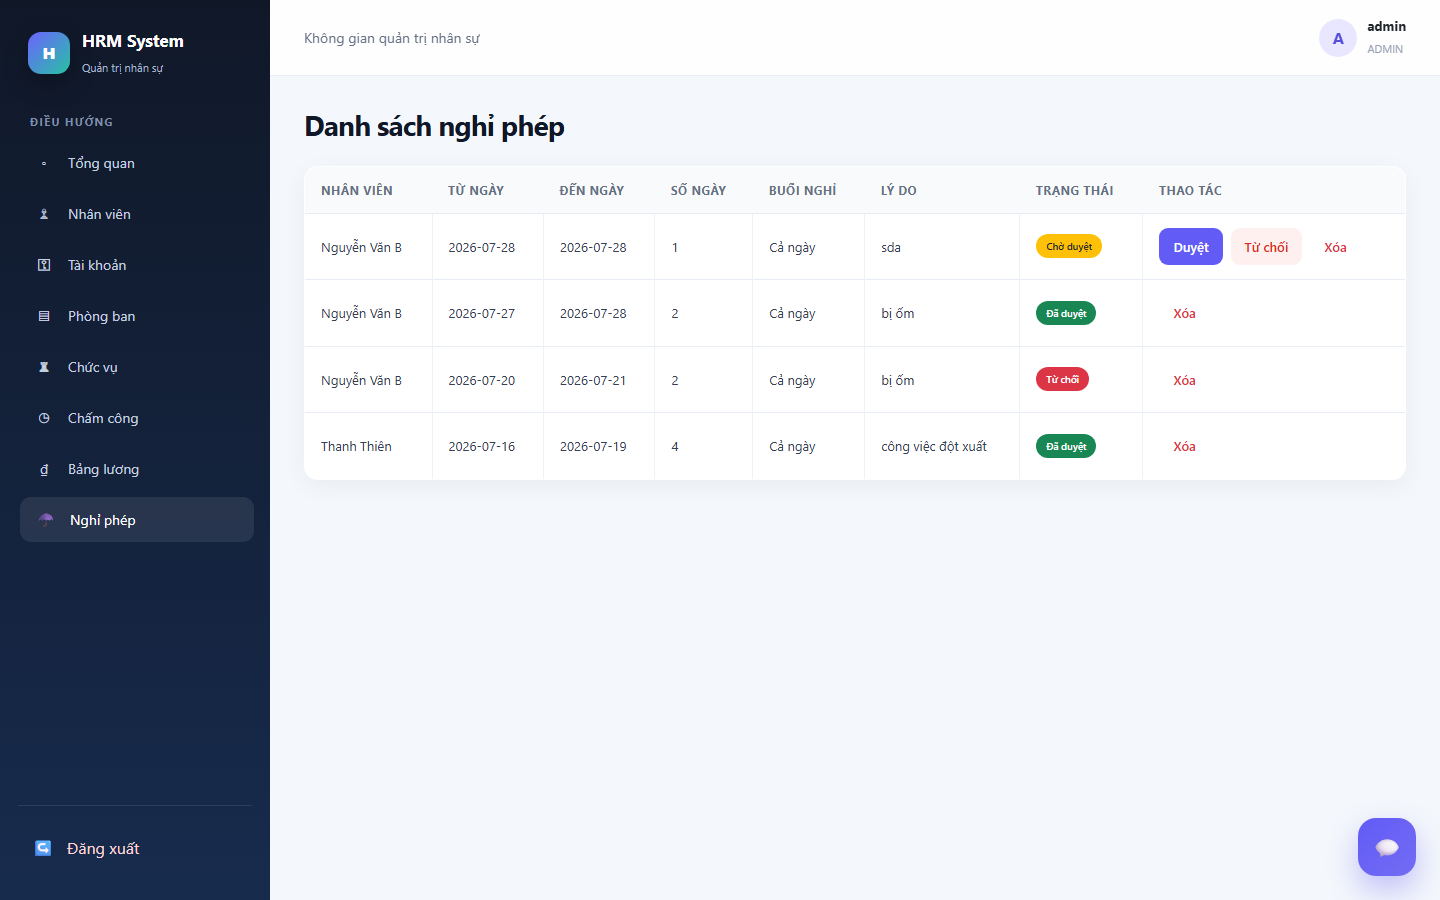 H
HRM System
Quản trị nhân sự
ĐIỀU HƯỚNG
Tổng quan
Nhân viên
Tài khoản
Phòng ban
Chức vụ
Chấm công
₫ Bảng lương
Nghỉ phép
Đăng xuất
Không gian quản trị nhân sự
A
admin
ADMIN
Danh sách nghỉ phép
NHÂN VIÊN TỪ NGÀY ĐẾN NGÀY SỐ NGÀY BUỔI NGHỈ LÝ DO TRẠNG THÁI THAO TÁC
Nguyễn Văn B 2026-07-28 2026-07-28 1 Cả ngày sda Chờ duyệt Duyệt Từ chối Xóa
Nguyễn Văn B 2026-07-27 2026-07-28 2 Cả ngày bị ốm Đã duyệt Xóa
Nguyễn Văn B 2026-07-20 2026-07-21 2 Cả ngày bị ốm Từ chối Xóa
Thanh Thiên 2026-07-16 2026-07-19 4 Cả ngày công việc đột xuất Đã duyệt Xóa